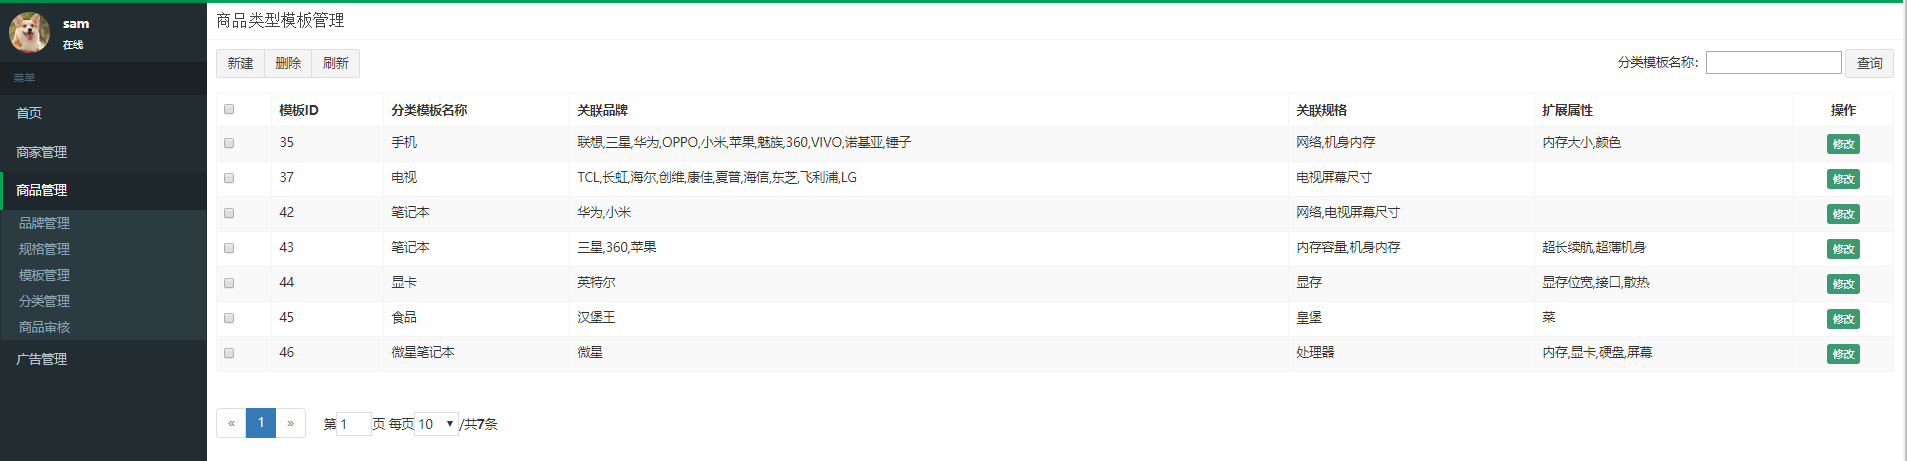 sam
在线
菜单
首页
商家管理
商品管理
品牌管理
规格管理
模板管理
分类管理
商品审核
广告管理
商品类型模板管理
新建 删除 刷新 分类模板名称： 查询
模板ID 分类模板名称 关联品牌 关联规格 扩展属性 操作
35 手机 联想,三星,华为,OPPO,小米,苹果,魅族,360,VIVO,诺基亚,锤子 网络,机身内存 内存大小,颜色 修改
37 电视 TCL,长虹,海尔,创维,康佳,夏普,海信,东芝,飞利浦,LG 电视屏幕尺寸 修改
42 笔记本 华为,小米 网络,电视屏幕尺寸 修改
43 笔记本 三星,360,苹果 内存容量,机身内存 超长续航,超薄机身 修改
44 显卡 英特尔 显存 显存位宽,接口,散热 修改
45 食品 汉堡王 皇堡 菜 修改
46 微星笔记本 微星 处理器 内存,显卡,硬盘,屏幕 修改
« 1 » 第1页 每页10/共7条